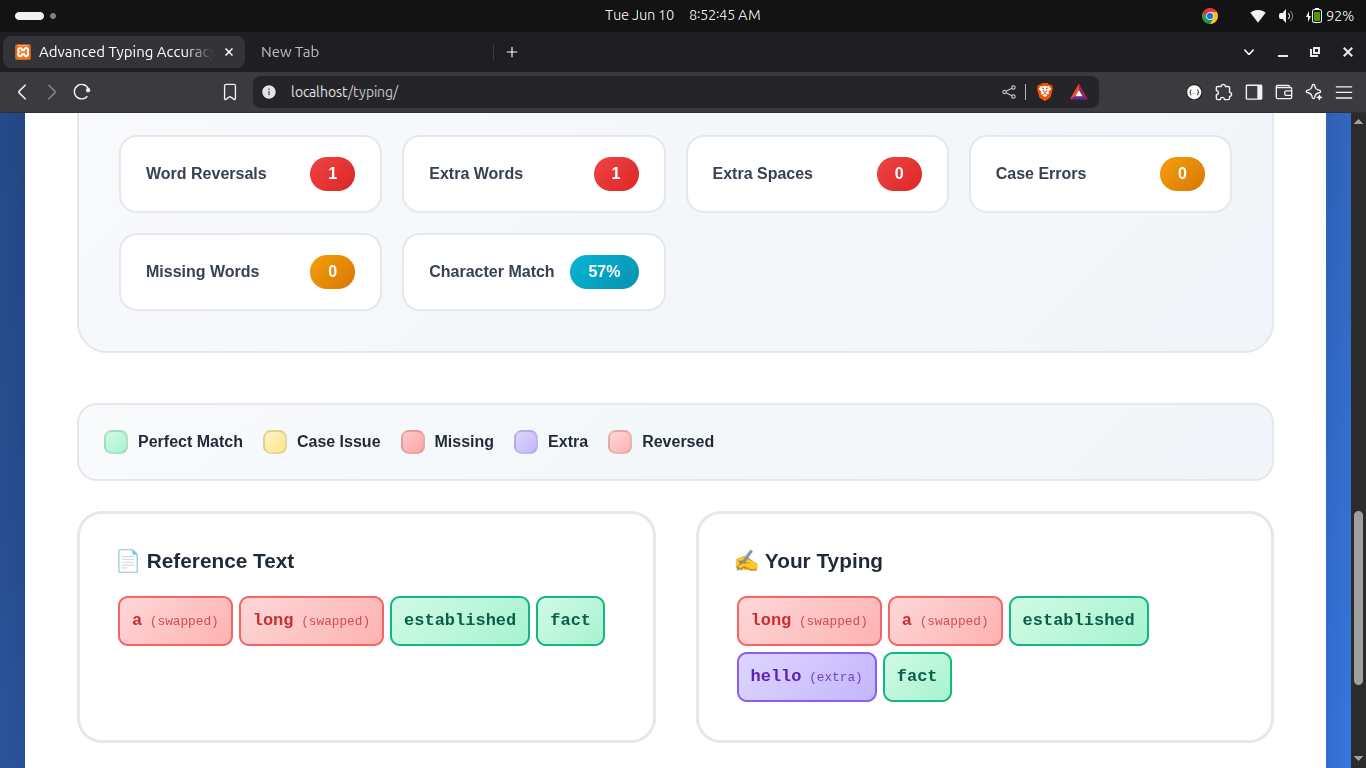 Tue Jun 10 8:52:45 AM
92%
Advanced Typing Accurac
New Tab
localhost/typing/
Word Reversals 1
Extra Words 1
Extra Spaces 0
Case Errors 0
Missing Words 0
Character Match 57%
Perfect Match
Case Issue
Missing
Extra
Reversed
Reference Text
a (swapped) long (swapped) established fact
Your Typing
long (swapped) a (swapped) established
hello (extra) fact